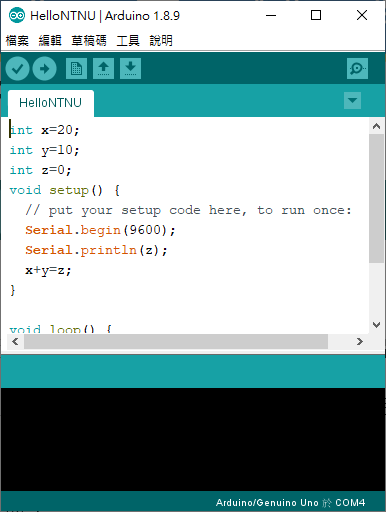 HelloNTNU | Arduino 1.8.9
檔案 編輯 草稿碼 工具 說明
HelloNTNU
int x=20;
int y=10;
int z=0;
void setup() {
// put your setup code here, to run once:
Serial.begin(9600);
Serial.println(z);
x+y=z;
}
void loop() {
Arduino/Genuino Uno 於 COM4